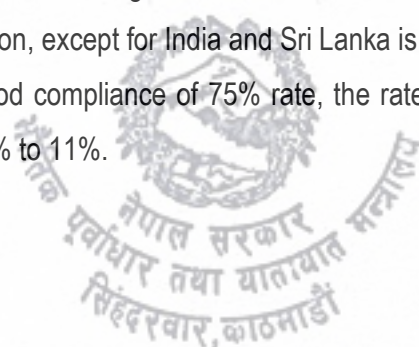 on, except for India and Sri Lanka is
od compliance of 75% rate, the rate
% to 11%.
नेपाल सरकार
भौतिक पूर्वाधार तथा यातायात मन्त्रालय
सिंहदरवार, काठमाडौं